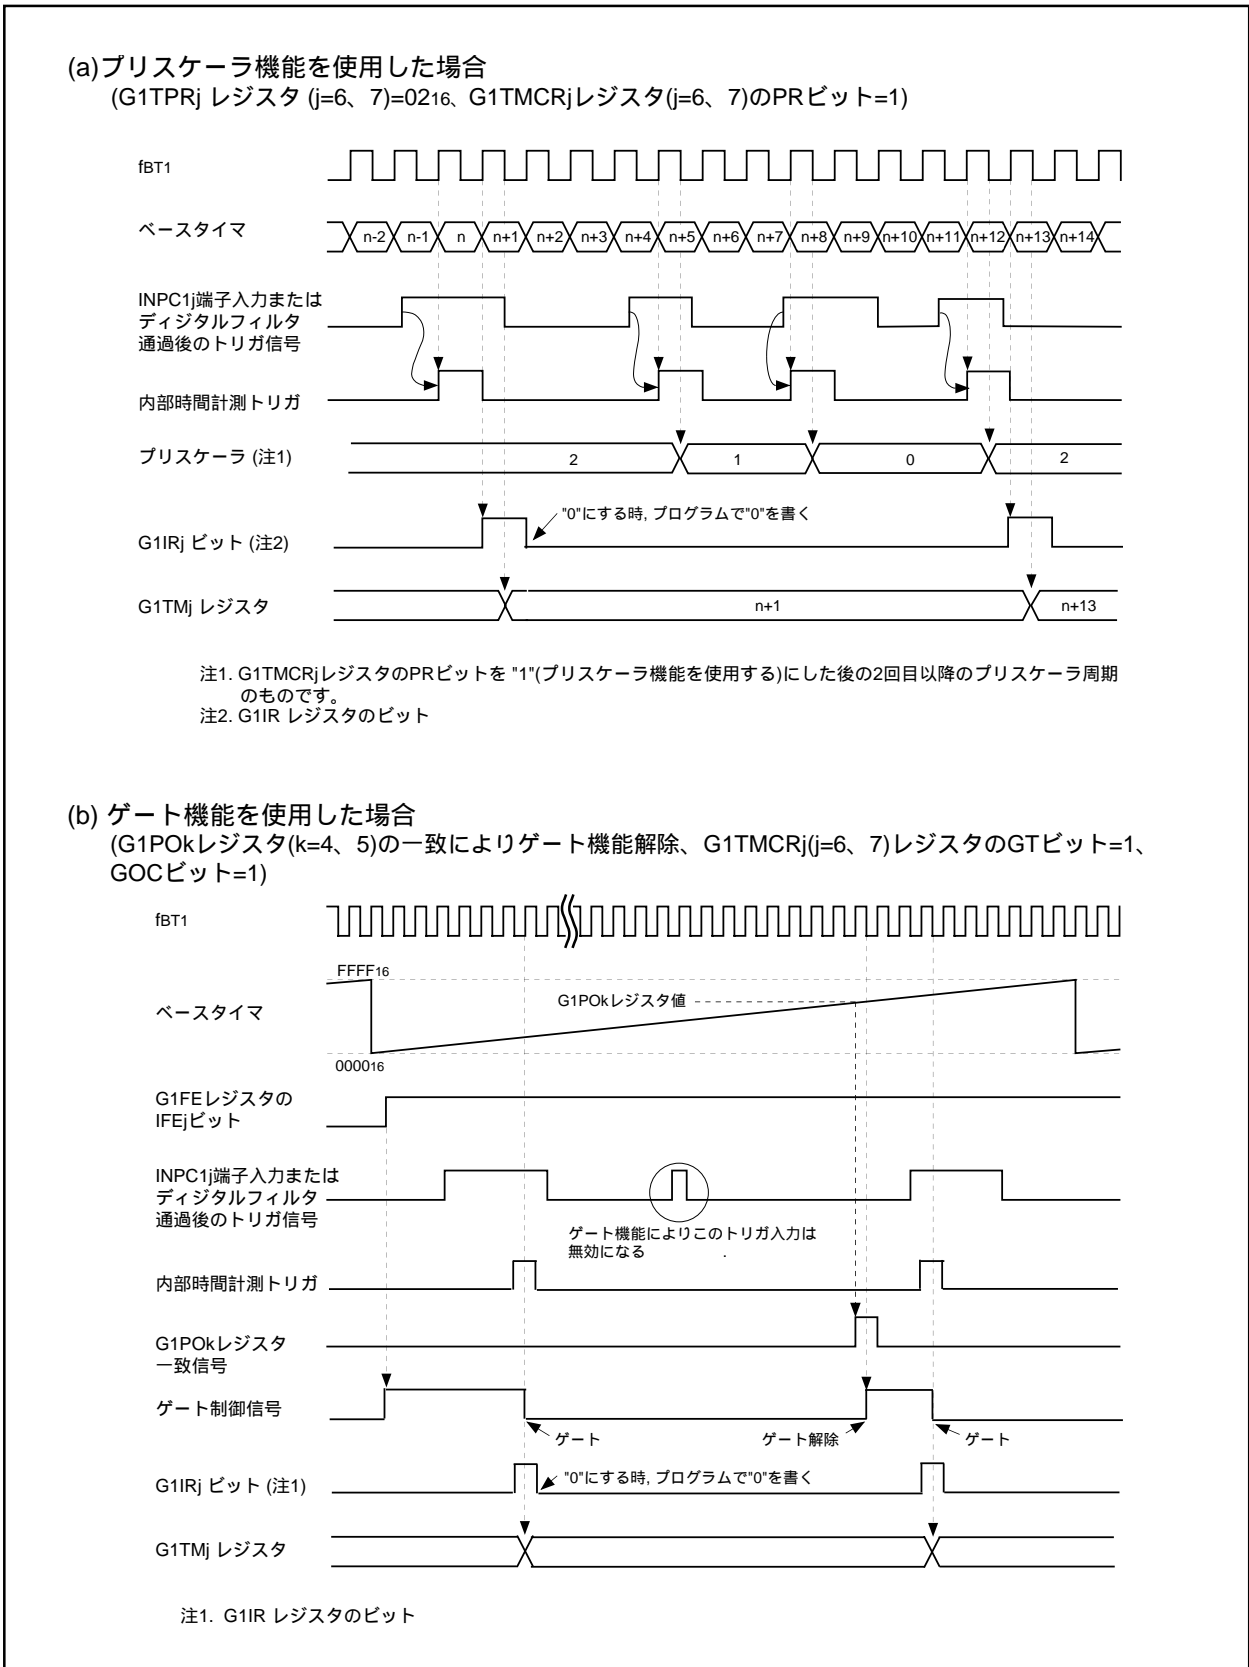 (a)プリスケーラ機能を使用した場合
(G1TPRj レジスタ (j=6、7)=0216、G1TMCRjレジスタ(j=6、7)のPRビット=1)
fBT1
ベースタイマ
n-2 n-1 n n+1 n+2 n+3 n+4 n+5 n+6 n+7 n+8 n+9 n+10 n+11 n+12 n+13 n+14
INPC1j端子入力または
ディジタルフィルタ
通過後のトリガ信号
内部時間計測トリガ
プリスケーラ (注1)
2 1 0 2
"0"にする時, プログラムで"0"を書く
G1IRj ビット (注2)
G1TMj レジスタ
n+1 n+13
注1. G1TMCRjレジスタのPRビットを "1"(プリスケーラ機能を使用する)にした後の2回目以降のプリスケーラ周期
のものです。
注2. G1IR レジスタのビット
(b) ゲート機能を使用した場合
(G1POkレジスタ(k=4、5)の一致によりゲート機能解除、G1TMCRj(j=6、7)レジスタのGTビット=1、
GOCビット=1)
fBT1
FFFF16
ベースタイマ
G1POkレジスタ値
000016
G1FEレジスタの
IFEjビット
INPC1j端子入力または
ディジタルフィルタ
通過後のトリガ信号
ゲート機能によりこのトリガ入力は
無効になる .
内部時間計測トリガ
G1POkレジスタ
一致信号
ゲート制御信号
ゲート ゲート解除 ゲート
G1IRj ビット (注1)
"0"にする時, プログラムで"0"を書く
G1TMj レジスタ
注1. G1IR レジスタのビット